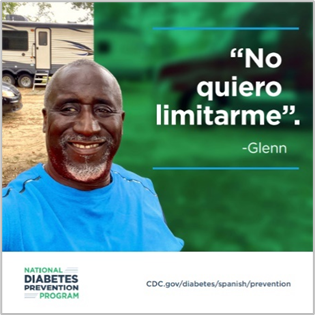 “No
quiero
limitarme”.
-Glenn
NATIONAL
DIABETES
PREVENTION
PROGRAM
CDC.gov/diabetes/spanish/prevention